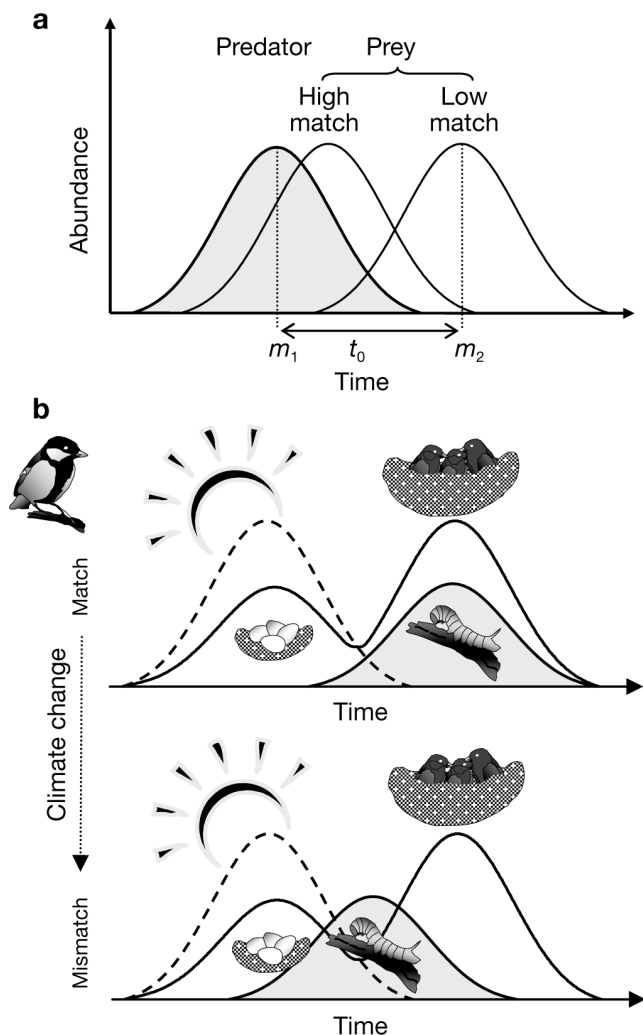 a
Predator
Prey
High
match
Low
match
Abundance
m1
t0
m2
Time
b
Match
Time
Climate change
Mismatch
Time